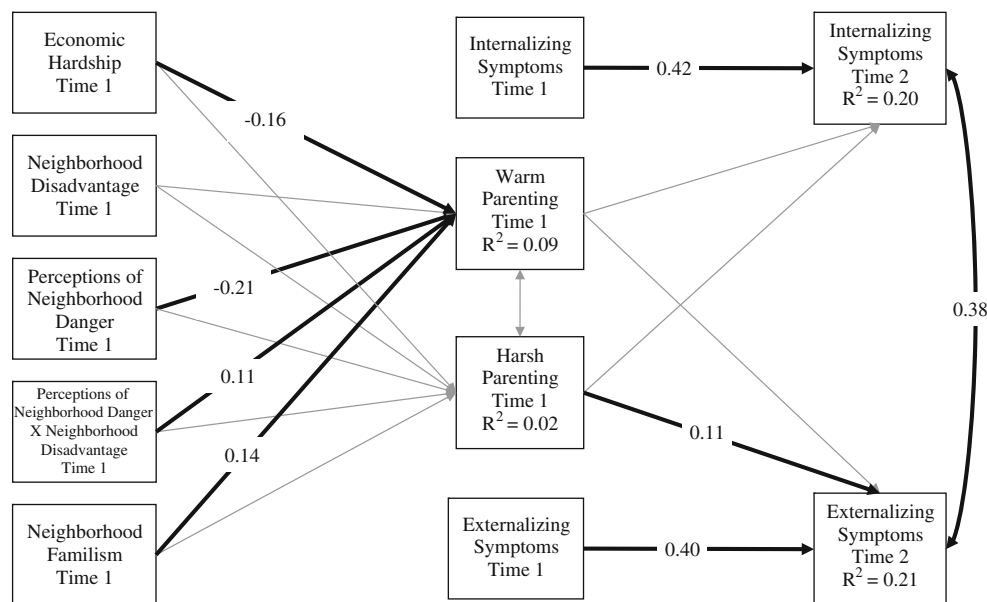 Economic
Hardship
Time 1
Neighborhood
Disadvantage
Time 1
Perceptions of
Neighborhood
Danger
Time 1
Perceptions of
Neighborhood Danger
X Neighborhood
Disadvantage
Time 1
Neighborhood
Familism
Time 1
-0.16
-0.21
0.11
0.14
Internalizing
Symptoms
Time 1
Warm
Parenting
Time 1
R² = 0.09
Harsh
Parenting
Time 1
R² = 0.02
Externalizing
Symptoms
Time 1
0.42
0.11
0.40
Internalizing
Symptoms
Time 2
R² = 0.20
Externalizing
Symptoms
Time 2
R² = 0.21
0.38